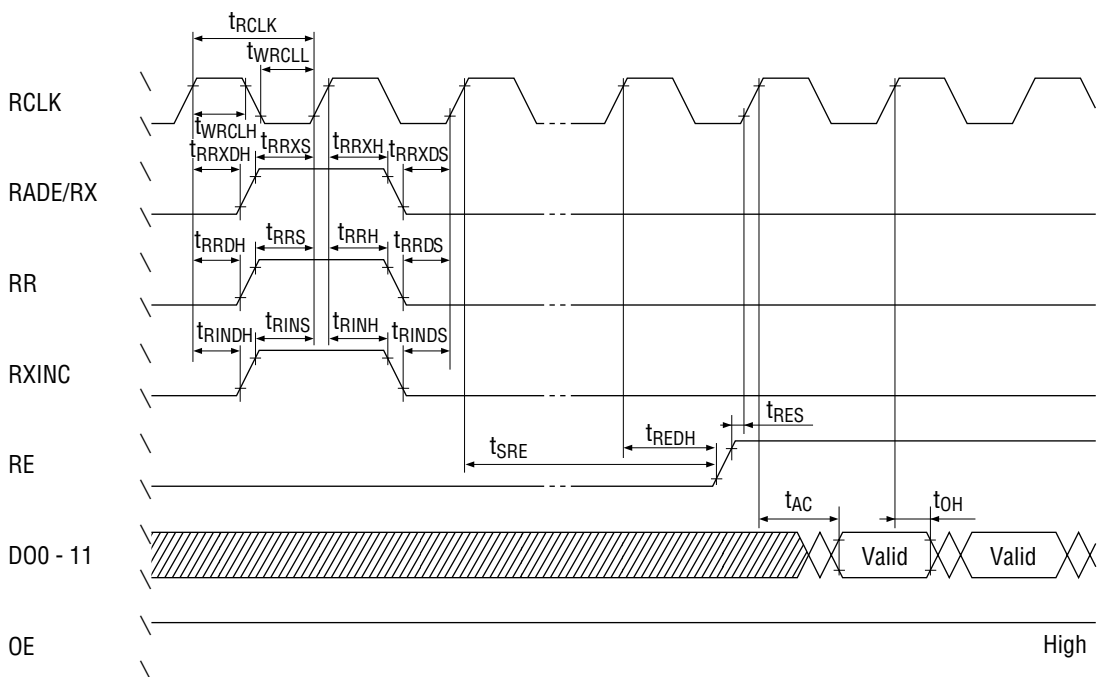 tRCLK
tWRCLL
RCLK
tWRCLH
tRRXDH tRRXS tRRXH tRRXDS
RADE/RX
tRRDH tRRS tRRH tRRDS
RR
tRINDH tRINS tRINH tRINDS
RXINC
tRES
tREDH
tSRE
RE
tAC tOH
DO0 - 11 Valid Valid
High
OE